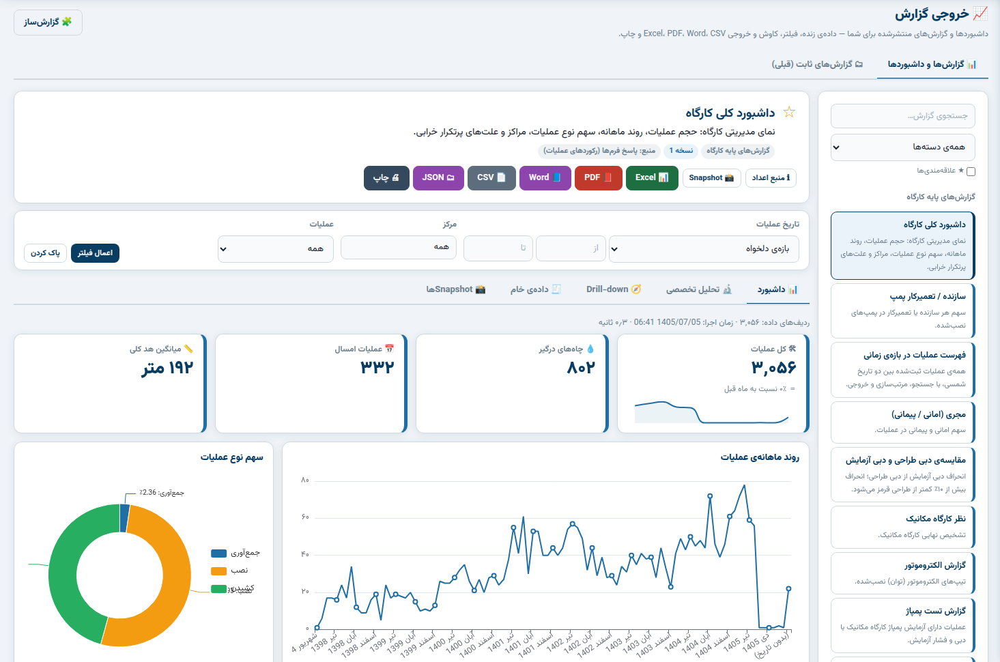 📈 خروجی گزارش
داشبوردها و گزارش‌های منتشرشده برای شما — داده‌ی زنده، فیلتر، کاوش و خروجی Excel، PDF، Word، CSV و چاپ.
🧩 گزارش‌ساز
📊 گزارش‌ها و داشبوردها
🗂 گزارش‌های ثابت (قبلی)
جستجوی گزارش...
همه‌ی دسته‌ها
★ علاقه‌مندی‌ها
گزارش‌های پایه کارگاه
داشبورد کلی کارگاه
نمای مدیریتی کارگاه: حجم عملیات، روند
ماهانه، سهم نوع عملیات، مراکز و علت‌های
پرتکرار خرابی.
سازنده / تعمیرکار پمپ
سهم هر سازنده یا تعمیرکار در پمپ‌های
نصب‌شده.
فهرست عملیات در بازه‌ی زمانی
همه‌ی عملیات ثبت‌شده بین دو تاریخ
شمسی، با جستجو، مرتب‌سازی و خروجی.
مجری (امانی / پیمانی)
سهم امانی و پیمانی در عملیات.
مقایسه‌ی دبی طراحی و دبی آزمایش
انحراف دبی آزمایش از دبی طراحی؛ انحراف
بیش از ۱۰٪ کمتر از طراحی قرمز می‌شود.
نظر کارگاه مکانیک
تشخیص نهایی کارگاه مکانیک.
گزارش الکتروموتور
تیپ‌های الکتروموتور (توان) نصب‌شده.
گزارش تست پمپاژ
عملیات دارای آزمایش پمپاژ کارگاه مکانیک با
دبی و فشار آزمایش.
☆ داشبورد کلی کارگاه
نمای مدیریتی کارگاه: حجم عملیات، روند ماهانه، سهم نوع عملیات، مراکز و علت‌های پرتکرار خرابی.
گزارش‌های پایه کارگاه
نسخه 1
منبع: پاسخ فرم‌ها (رکوردهای عملیات)
ℹ منبع اعداد
📸 Snapshot
📊 Excel
📕 PDF
📘 Word
📄 CSV
🗂 JSON
🖨 چاپ
تاریخ عملیات
مرکز
عملیات
بازه‌ی دلخواه
از
تا
همه
همه
اعمال فیلتر
پاک کردن
📊 داشبورد
🔬 تحلیل تخصصی
🧭 Drill-down
🧾 داده‌ی خام
📸 Snapshotها
ردیف‌های داده: ۳,۰۵۶ · زمان اجرا: 1405/07/05 06:41 · ۰٫۳ ثانیه
🛠 کل عملیات
۳,۰۵۶
= ۰٪ نسبت به ماه قبل
💧 چاه‌های درگیر
۸۰۲
📅 عملیات امسال
۳۳۲
📏 میانگین هد کلی
۱۹۲ متر
روند ماهانه‌ی عملیات
۸۰
۶۰
۴۰
۲۰
۰
شهریور 4
تیر 1398
آبان 1398
اسفند 1398
تیر 1399
آبان 1399
اسفند 1399
تیر 1400
آبان 1400
اسفند 1400
تیر 1401
آبان 1401
اسفند 1401
تیر 1402
آبان 1402
اسفند 1402
تیر 1403
آبان 1403
اسفند 1403
تیر 1404
آبان 1404
اسفند 1404
تیر 1405
دی 1405
(بدون تاریخ)
سهم نوع عملیات
جمع‌آوری: 2.36٪
جمع‌آوری
نصب
کشیدن